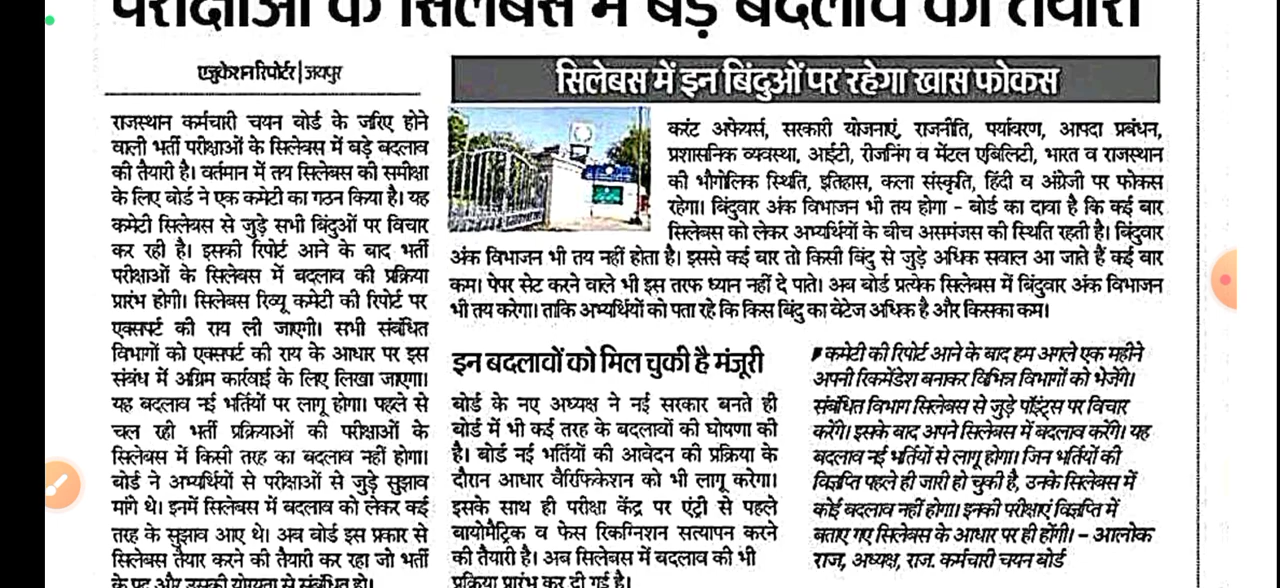 परीक्षाओं के सिलेबस में बड़े बदलाव की तैयारी
एजुकेशन रिपोर्टर | जयपुर
राजस्थान कर्मचारी चयन बोर्ड के जरिए होने
वाली भर्ती परीक्षाओं के सिलेबस में बड़े बदलाव
की तैयारी है। वर्तमान में तय सिलेबस की समीक्षा
के लिए बोर्ड ने एक कमेटी का गठन किया है। यह
कमेटी सिलेबस से जुड़े सभी बिंदुओं पर विचार
कर रही है। इसकी रिपोर्ट आने के बाद भर्ती
परीक्षाओं के सिलेबस में बदलाव की प्रक्रिया
प्रारंभ होगी। सिलेबस रिव्यू कमेटी की रिपोर्ट पर
एक्सपर्ट की राय ली जाएगी। सभी संबंधित
विभागों को एक्सपर्ट की राय के आधार पर इस
संबंध में अग्रिम कार्रवाई के लिए लिखा जाएगा।
यह बदलाव नई भर्तियों पर लागू होगा। पहले से
चल रही भर्ती प्रक्रियाओं की परीक्षाओं के
सिलेबस में किसी तरह का बदलाव नहीं होगा।
बोर्ड ने अभ्यर्थियों से परीक्षाओं से जुड़े सुझाव
मांगे थे। इनमें सिलेबस में बदलाव को लेकर कई
तरह के सुझाव आए थे। अब बोर्ड इस प्रकार से
सिलेबस तैयार करने की तैयारी कर रहा जो भर्ती
के पद और उसकी योग्यता से संबंधित हो।
सिलेबस में इन बिंदुओं पर रहेगा खास फोकस
करंट अफेयर्स, सरकारी योजनाएं, राजनीति, पर्यावरण, आपदा प्रबंधन,
प्रशासनिक व्यवस्था, आईटी, रीजनिंग व मेंटल एबिलिटी, भारत व राजस्थान
की भौगोलिक स्थिति, इतिहास, कला संस्कृति, हिंदी व अंग्रेजी पर फोकस
रहेगा। बिंदुवार अंक विभाजन भी तय होगा - बोर्ड का दावा है कि कई बार
सिलेबस को लेकर अभ्यर्थियों के बीच असमंजस की स्थिति रहती है। बिंदुवार
अंक विभाजन भी तय नहीं होता है। इससे कई बार तो किसी बिंदु से जुड़े अधिक सवाल आ जाते हैं कई बार
कम। पेपर सेट करने वाले भी इस तरफ ध्यान नहीं दे पाते। अब बोर्ड प्रत्येक सिलेबस में बिंदुवार अंक विभाजन
भी तय करेगा। ताकि अभ्यर्थियों को पता रहे कि किस बिंदु का वेटेज अधिक है और किसका कम।
इन बदलावों को मिल चुकी है मंजूरी
बोर्ड के नए अध्यक्ष ने नई सरकार बनते ही
बोर्ड में भी कई तरह के बदलावों की घोषणा की
है। बोर्ड नई भर्तियों की आवेदन की प्रक्रिया के
दौरान आधार वैरिफिकेशन को भी लागू करेगा।
इसके साथ ही परीक्षा केंद्र पर एंट्री से पहले
बायोमैट्रिक व फेस रिकग्निशन सत्यापन करने
की तैयारी है। अब सिलेबस में बदलाव की भी
प्रक्रिया प्रारंभ कर दी गई है।
कमेटी की रिपोर्ट आने के बाद हम अगले एक महीने
अपनी रिकमेंडेश बनाकर विभिन्न विभागों को भेजेंगे।
संबंधित विभाग सिलेबस से जुड़े पॉइंट्स पर विचार
करेंगे। इसके बाद अपने सिलेबस में बदलाव करेंगे। यह
बदलाव नई भर्तियों से लागू होगा। जिन भर्तियों की
विज्ञप्ति पहले ही जारी हो चुकी है, उनके सिलेबस में
कोई बदलाव नहीं होगा। इनकी परीक्षाएं विज्ञप्ति में
बताए गए सिलेबस के आधार पर ही होंगी। - आलोक
राज, अध्यक्ष, राज. कर्मचारी चयन बोर्ड